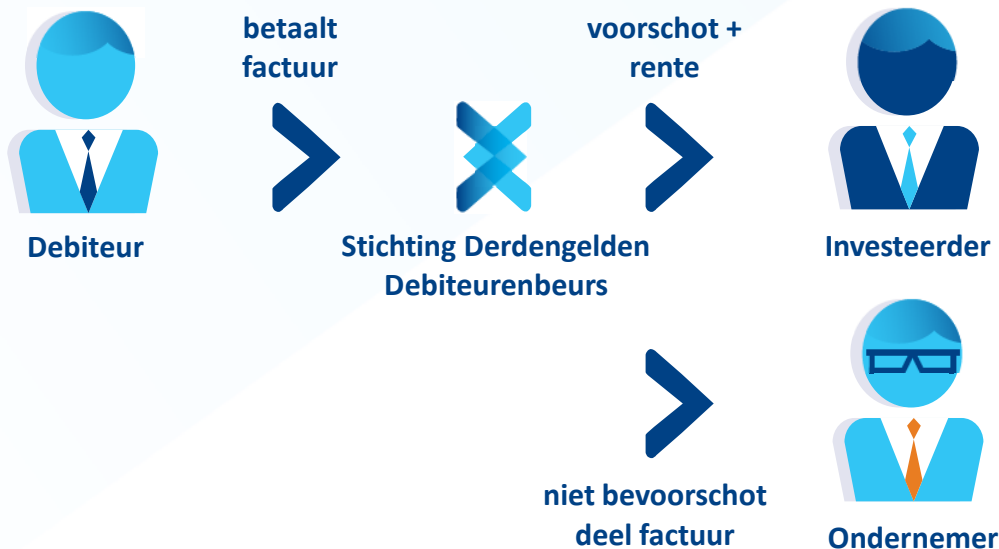 betaalt
factuur
voorschot +
rente
Debiteur
Stichting Derdengelden
Debiteurenbeurs
Investeerder
niet bevoorschot
deel factuur
Ondernemer